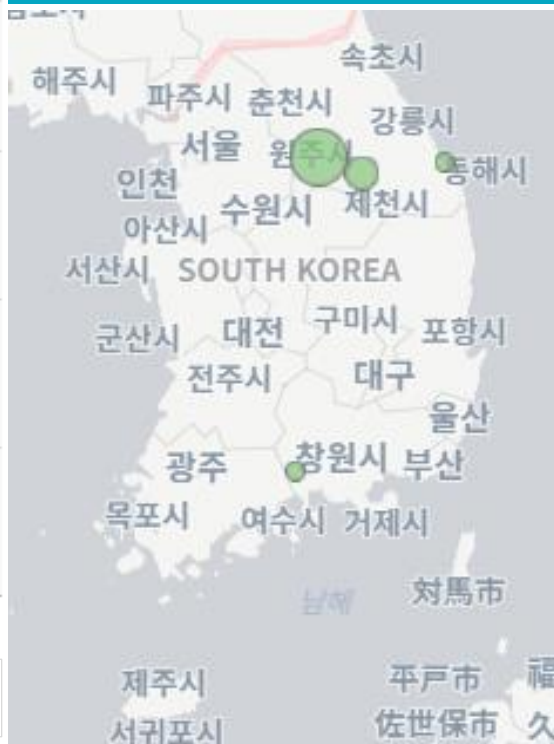 속초시
해주시
파주시 춘천시
강릉시
서울 원주시
동해시
인천
수원시 제천시
아산시
서산시 SOUTH KOREA
군산시 대전 구미시 포항시
전주시 대구
울산
광주 창원시 부산
목포시 여수시 거제시
남해
対馬市
제주시 平戸市 福
서귀포시 佐世保市 久